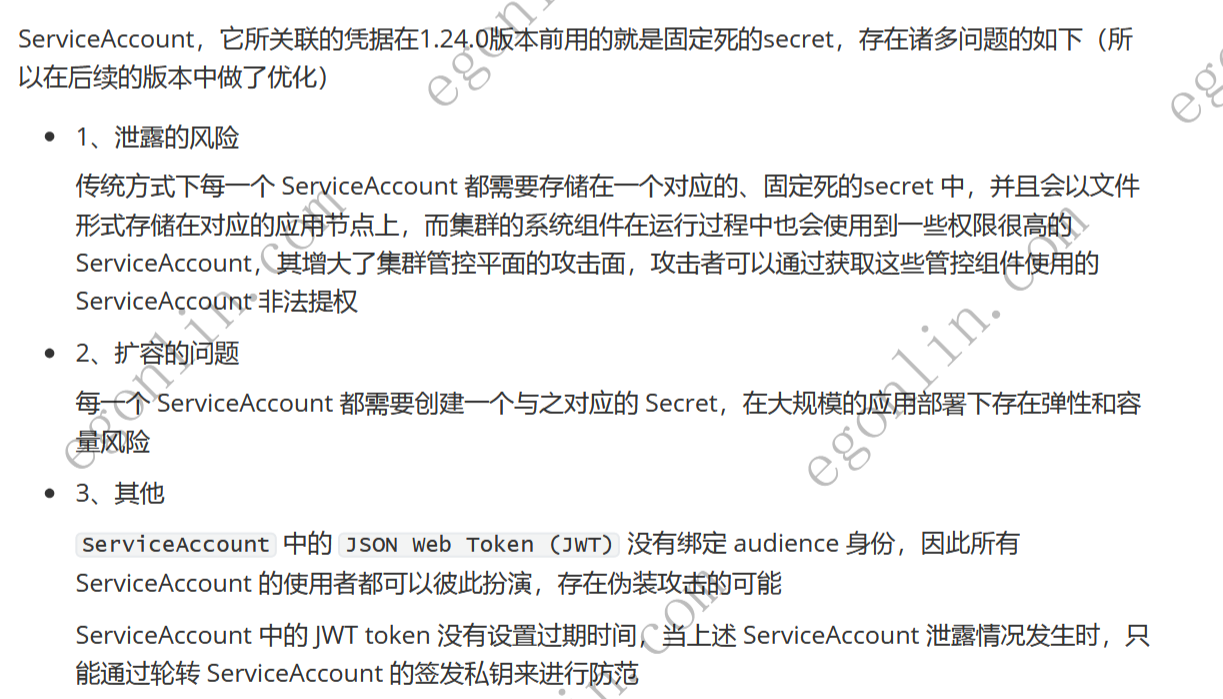 ServiceAccount，它所关联的凭据在1.24.0版本前用的就是固定死的secret，存在诸多问题的如下（所
以在后续的版本中做了优化）
1、泄露的风险
传统方式下每一个 ServiceAccount 都需要存储在一个对应的、固定死的secret 中，并且会以文件
形式存储在对应的应用节点上，而集群的系统组件在运行过程中也会使用到一些权限很高的
ServiceAccount，其增大了集群管控平面的攻击面，攻击者可以通过获取这些管控组件使用的
ServiceAccount 非法提权
2、扩容的问题
每一个 ServiceAccount 都需要创建一个与之对应的 Secret，在大规模的应用部署下存在弹性和容
量风险
3、其他
ServiceAccount 中的 JSON Web Token (JWT) 没有绑定 audience 身份，因此所有
ServiceAccount 的使用者都可以彼此扮演，存在伪装攻击的可能
ServiceAccount 中的 JWT token 没有设置过期时间，当上述 ServiceAccount 泄露情况发生时，只
能通过轮转 ServiceAccount 的签发私钥来进行防范
egonlin.com
egonlin.com